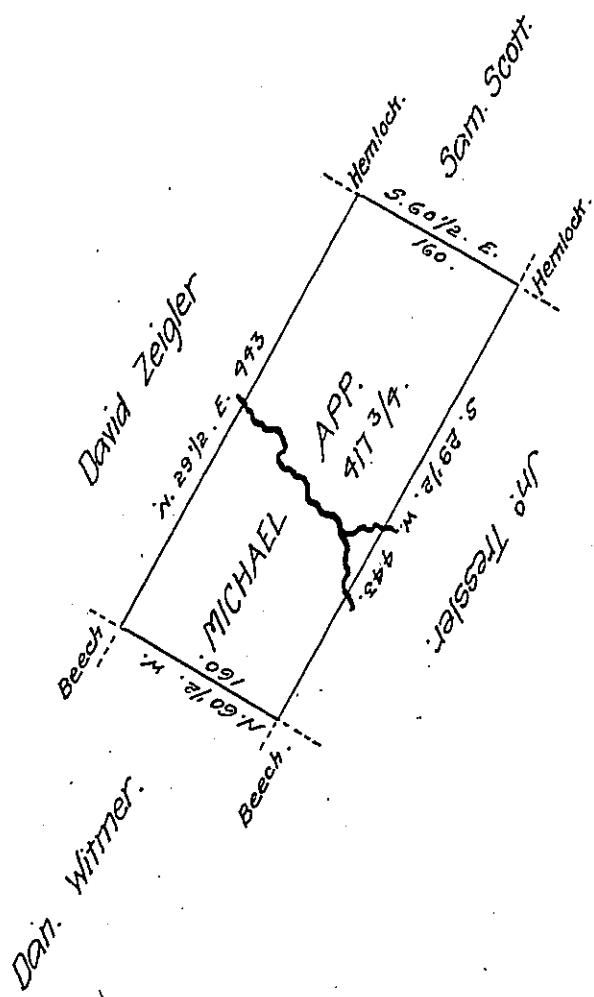 Sam. Scott.
Hemlock.
S. 60 1/2. E.
160.
Hemlock.
David Zeigler
N. 29 1/2. E. 443
MICHAEL APP.
417 3/4.
S. 29 1/2. W. 443.
Jnº Tressler.
Beech
N. 60 1/2. W.
160.
Beech.
Dan. Witmer.